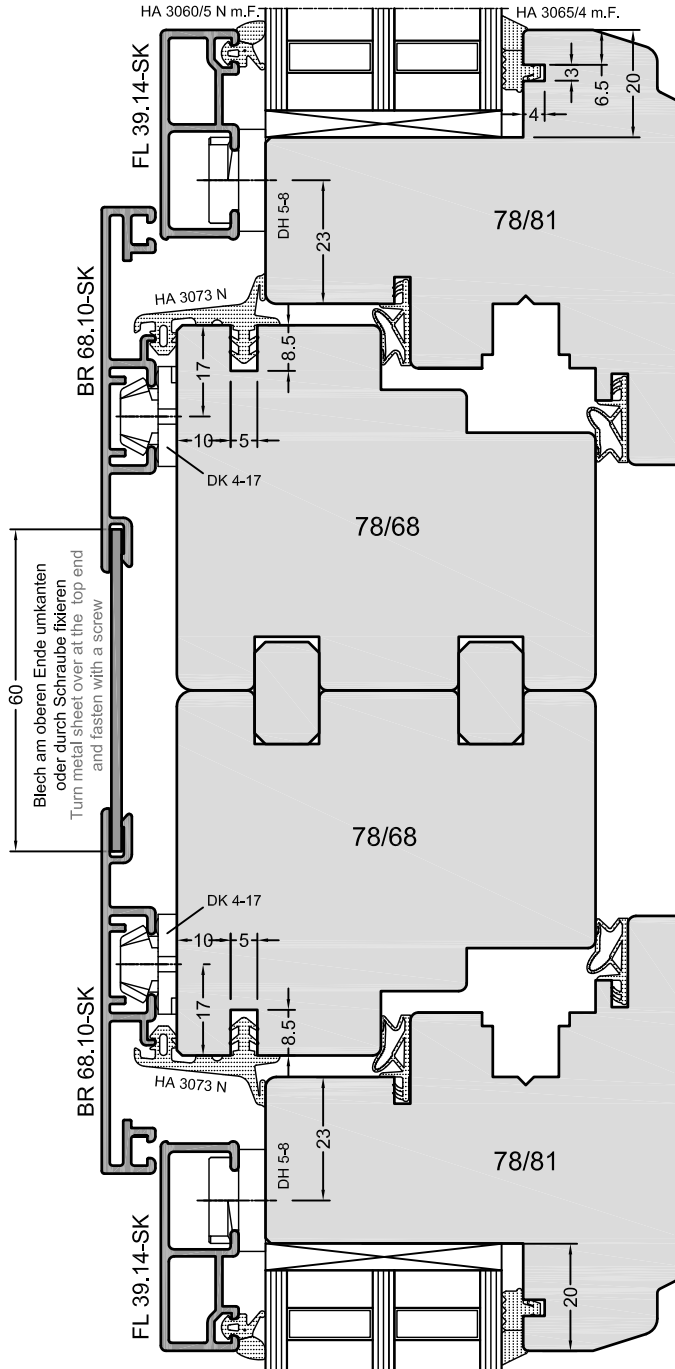 HA 3060/5 N m.F.
HA 3065/4 m.F.
FL 39.14-SK
3
6.5
20
4
DH 5-8
23
78/81
BR 68.10-SK
HA 3073 N
17
8.5
10
5
DK 4-17
78/68
60
Blech am oberen Ende umkanten
oder durch Schraube fixieren
Turn metal sheet over at the top end
and fasten with a screw
78/68
DK 4-17
10
5
17
8.5
BR 68.10-SK
HA 3073 N
DH 5-8
23
78/81
FL 39.14-SK
20